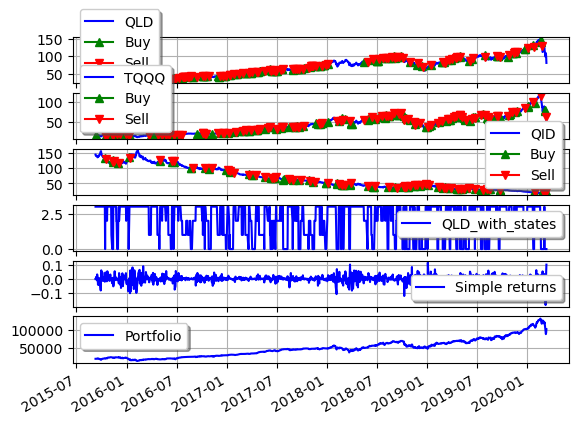 QLD
Buy
Sell
150
100
50
TQQQ
Buy
Sell
100
50
QID
Buy
Sell
150
100
50
QLD_with_states
2.5
0.0
Simple returns
0.1
0.0
−0.1
Portfolio
100000
50000
2015-07
2016-01
2016-07
2017-01
2017-07
2018-01
2018-07
2019-01
2019-07
2020-01